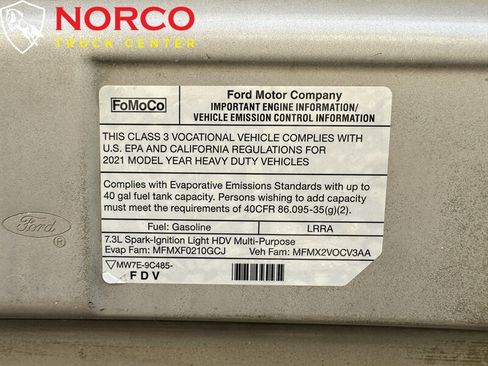 NORCO
TRUCK CENTER
FoMoCo
Ford Motor Company
IMPORTANT ENGINE INFORMATION/
VEHICLE EMISSION CONTROL INFORMATION
THIS CLASS 3 VOCATIONAL VEHICLE COMPLIES WITH
U.S. EPA AND CALIFORNIA REGULATIONS FOR
2021 MODEL YEAR HEAVY DUTY VEHICLES
Complies with Evaporative Emissions Standards with up to
40 gal fuel tank capacity. Persons wishing to add capacity
must meet the requirements of 40CFR 86.095-35(g)(2).
Fuel: Gasoline LRRA
7.3L Spark-Ignition Light HDV Multi-Purpose
Evap Fam: MFMXF0210GCJ Veh Fam: MFMX2VOCV3AA
MW7E-9C485-
FDV
Ford ®